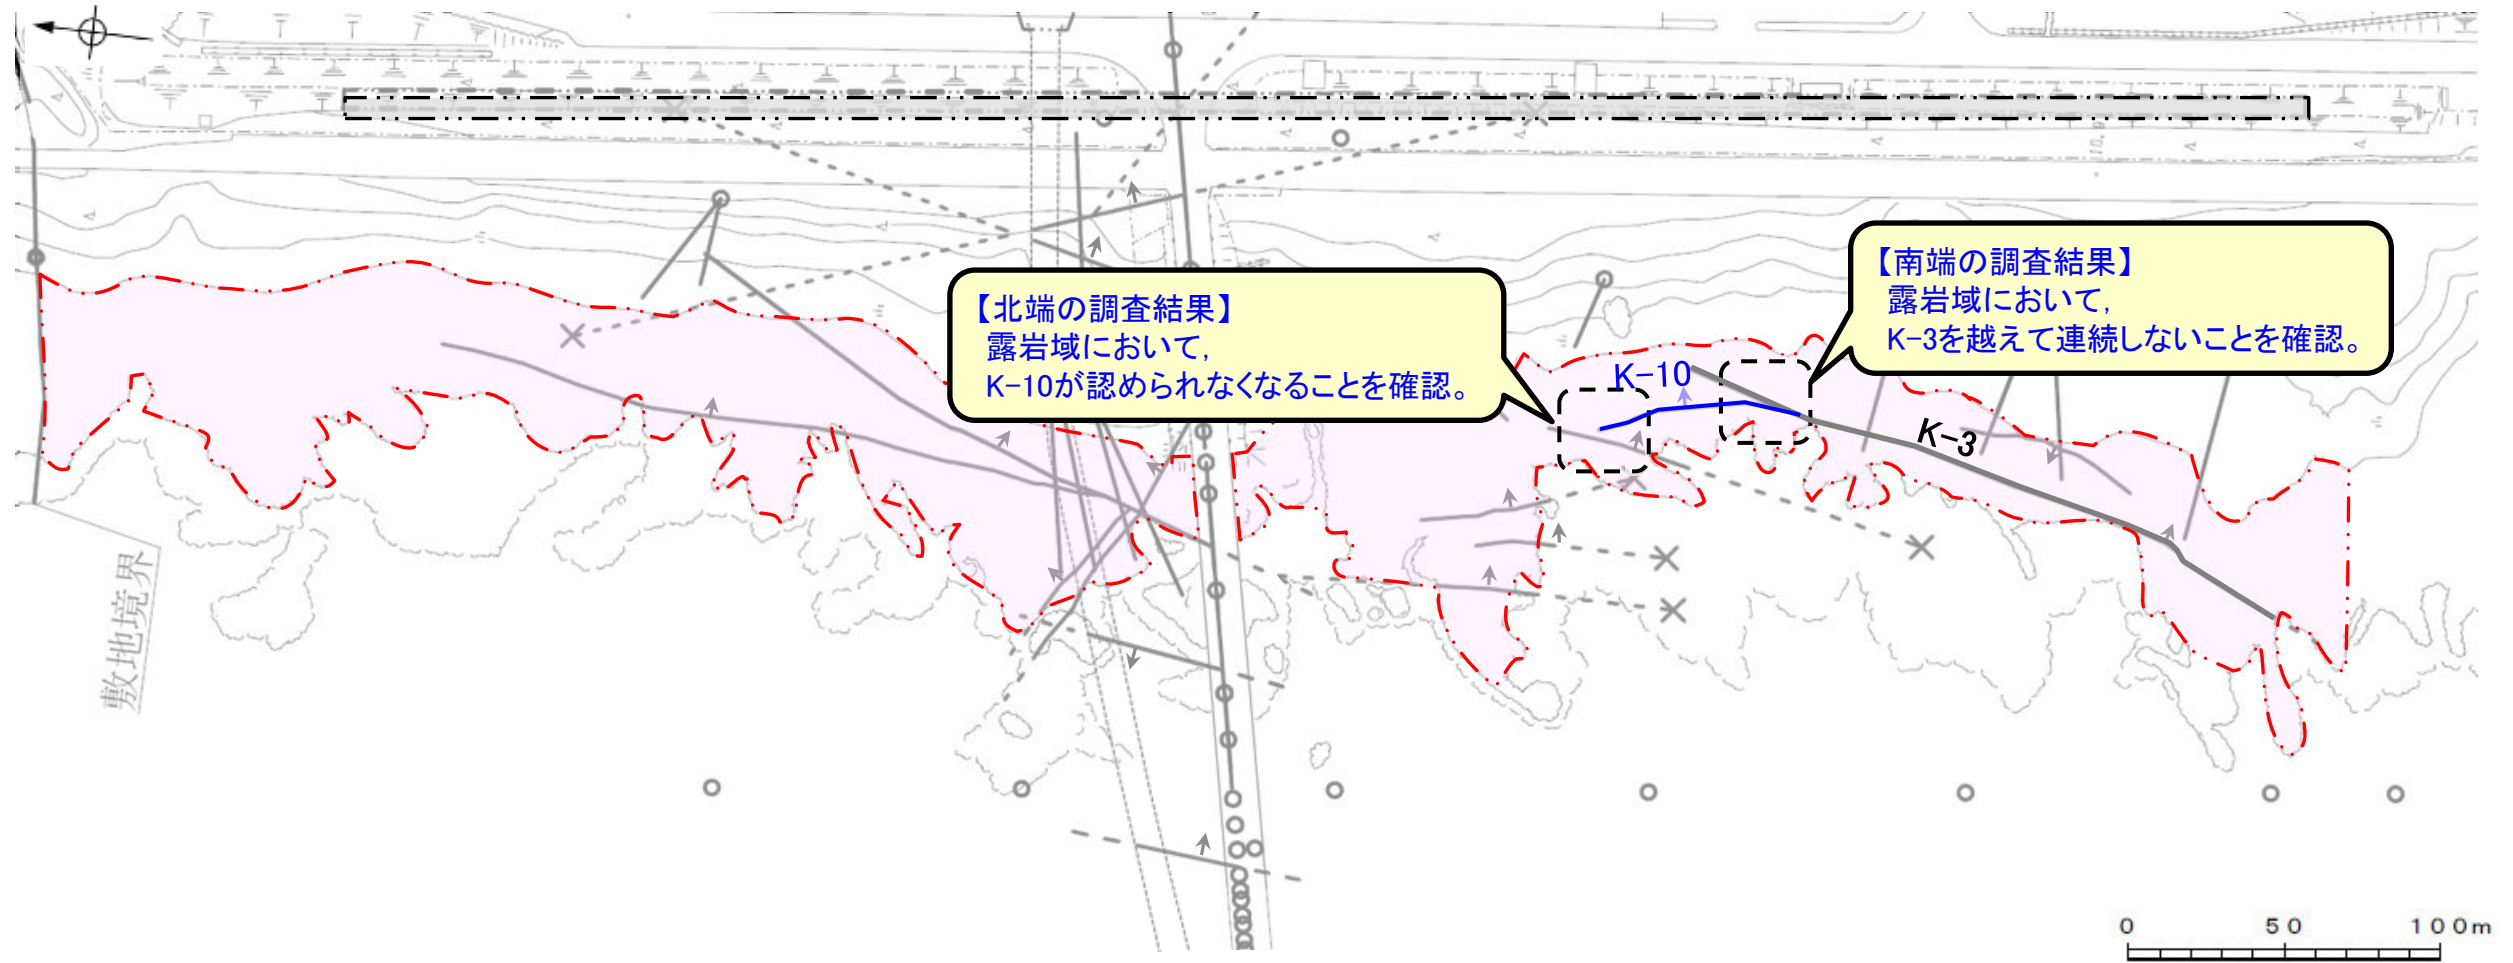 【南端の調査結果】
露岩域において,
K-3を越えて連続しないことを確認。
【北端の調査結果】
露岩域において,
K-10が認められなくなることを確認。
K-10
K-3
敷地境界
0 50 100m